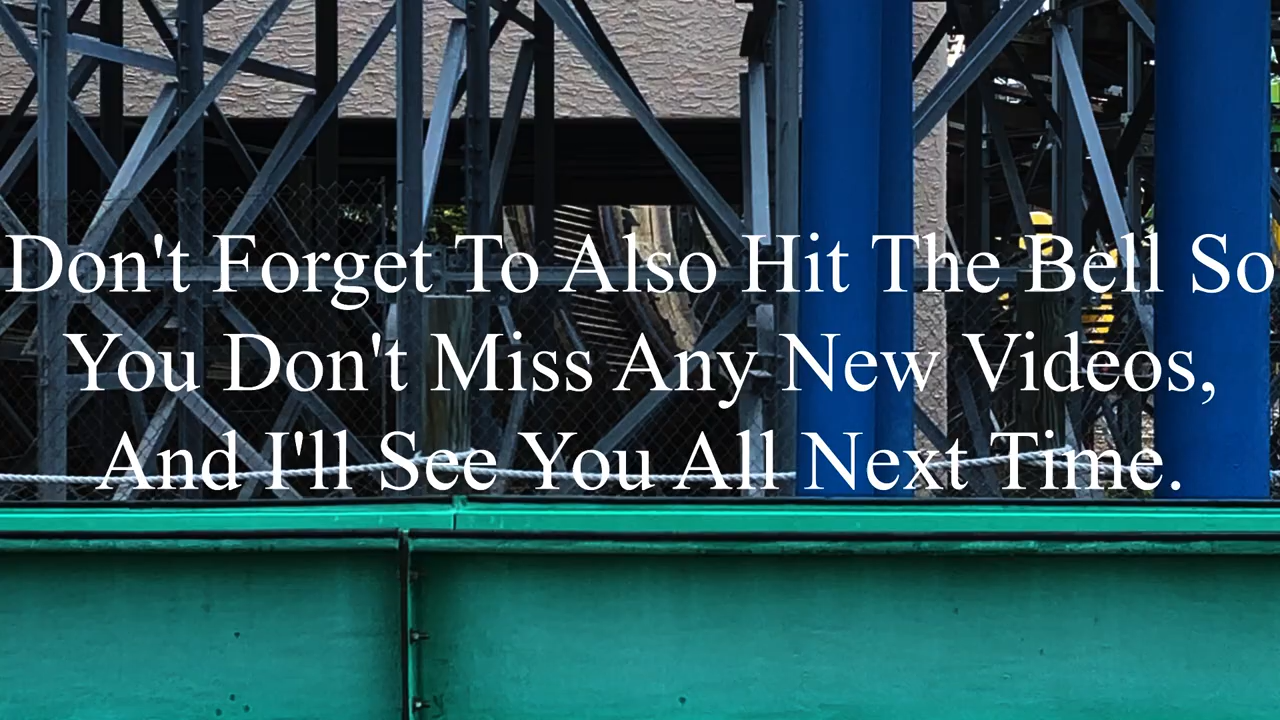 Don't Forget To Also Hit The Bell So
You Don't Miss Any New Videos,
And I'll See You All Next Time.